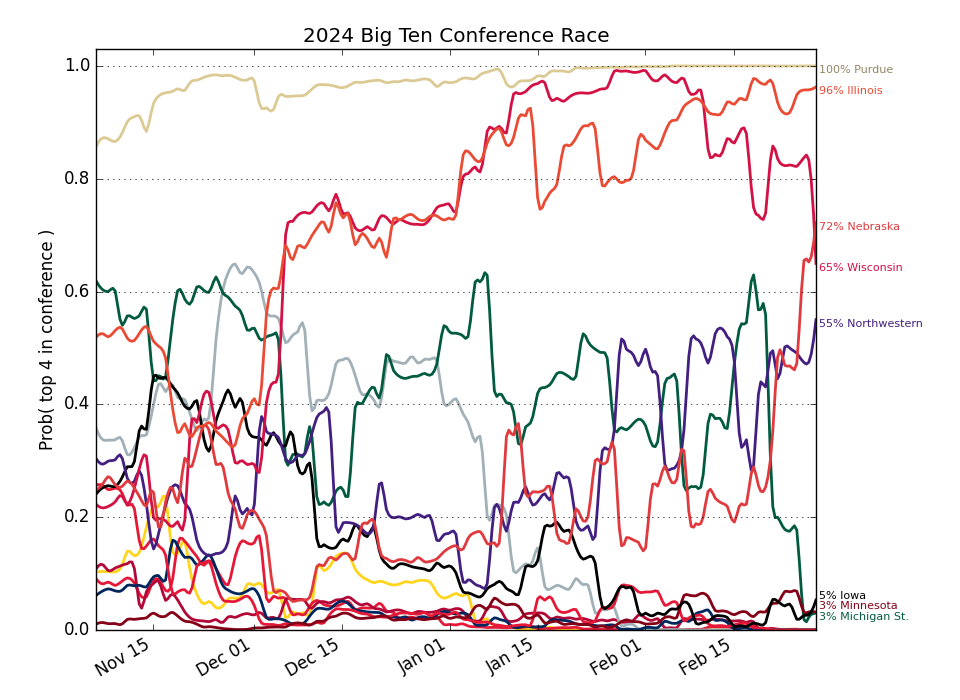 2024 Big Ten Conference Race
Prob( top 4 in conference )
1.0
0.8
0.6
0.4
0.2
0.0
Nov 15
Dec 01
Dec 15
Jan 01
Jan 15
Feb 01
Feb 15
100% Purdue
96% Illinois
72% Nebraska
65% Wisconsin
55% Northwestern
5% Iowa
3% Minnesota
3% Michigan St.